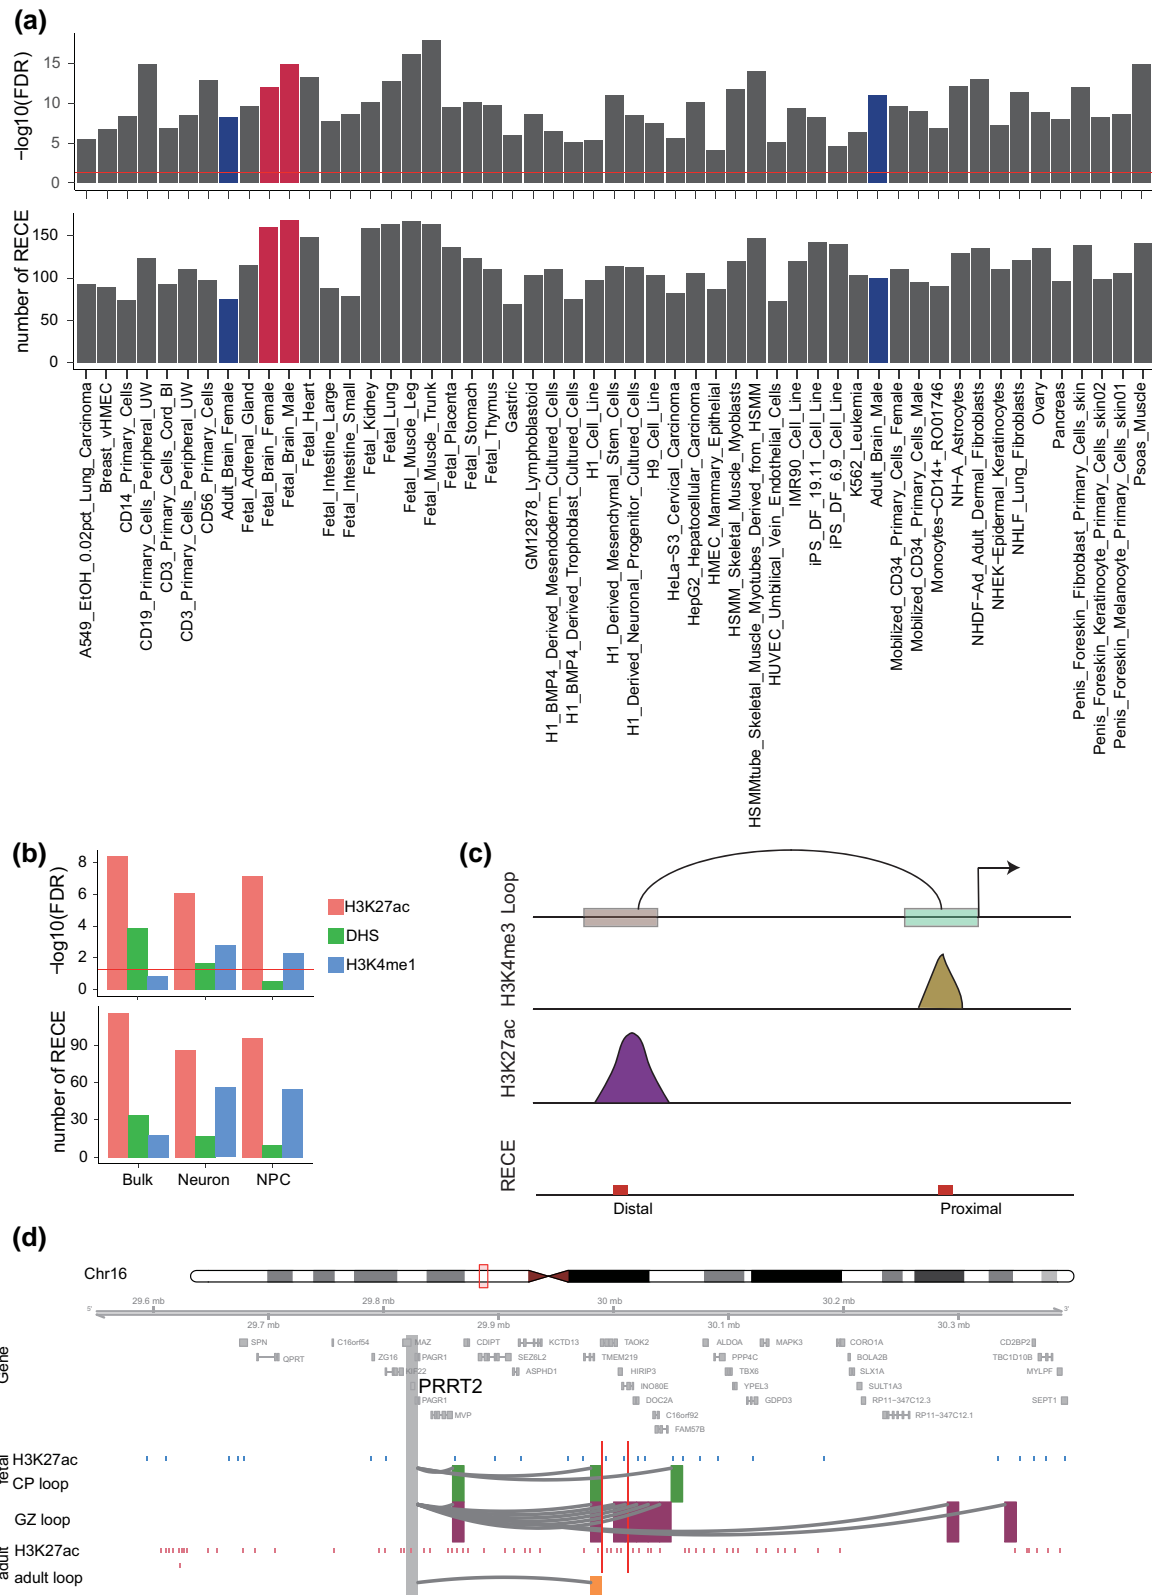 (a)
−log10(FDR)
15
10
5
0
number of RECE
150
100
50
0
A549_EtOH_0.02pct_Lung_Carcinoma
Breast_vHMEC
CD14_Primary_Cells
CD19_Primary_Cells_Peripheral_UW
CD3_Primary_Cells_Cord_BI
CD3_Primary_Cells_Peripheral_UW
CD56_Primary_Cells
Adult_Brain_Female
Fetal_Adrenal_Gland
Fetal_Brain_Female
Fetal_Brain_Male
Fetal_Heart
Fetal_Intestine_Large
Fetal_Intestine_Small
Fetal_Kidney
Fetal_Lung
Fetal_Muscle_Leg
Fetal_Muscle_Trunk
Fetal_Placenta
Fetal_Stomach
Fetal_Thymus
Gastric
GM12878_Lymphoblastoid
H1_BMP4_Derived_Mesendoderm_Cultured_Cells
H1_BMP4_Derived_Trophoblast_Cultured_Cells
H1_Cell_Line
H1_Derived_Mesenchymal_Stem_Cells
H1_Derived_Neuronal_Progenitor_Cultured_Cells
H9_Cell_Line
HeLa−S3_Cervical_Carcinoma
HepG2_Hepatocellular_Carcinoma
HMEC_Mammary_Epithelial
HSMM_Skeletal_Muscle_Myoblasts
HSMMtube_Skeletal_Muscle_Myotubes_Derived_from_HSMM
HUVEC_Umbilical_Vein_Endothelial_Cells
IMR90_Cell_Line
iPS_DF_19.11_Cell_Line
iPS_DF_6.9_Cell_Line
K562_Leukemia
Adult_Brain_Male
Mobilized_CD34_Primary_Cells_Female
Mobilized_CD34_Primary_Cells_Male
Monocytes−CD14+_RO01746
NH−A_Astrocytes
NHDF−Ad_Adult_Dermal_Fibroblasts
NHEK−Epidermal_Keratinocytes
NHLF_Lung_Fibroblasts
Ovary
Pancreas
Penis_Foreskin_Fibroblast_Primary_Cells_skin
Penis_Foreskin_Keratinocyte_Primary_Cells_skin02
Penis_Foreskin_Melanocyte_Primary_Cells_skin01
Psoas_Muscle
(b)
−log10(FDR)
8
6
4
2
0
H3K27ac
DHS
H3K4me1
number of RECE
90
60
30
0
Bulk Neuron NPC
(c)
Loop
H3K4me3
H3K27ac
RECE
Distal Proximal
(d)
Chr16
29.6 mb 29.8 mb 30 mb 30.2 mb
5' 3'
29.7 mb 29.9 mb 30.1 mb 30.3 mb
Gene
SPN C16orf54 MAZ CDIPT KCTD13 TAOK2 ALDOA MAPK3 CORO1A CD2BP2
QPRT ZG16 PAGR1 SEZ6L2 TMEM219 PPP4C BOLA2B TBC1D10B
KIF22 ASPHD1 HIRIP3 TBX6 SLX1A MYLPF
PRRT2 INO80E YPEL3 SULT1A3
PAGR1 DOC2A GDPD3 RP11−347C12.3 SEPT1
MVP C16orf92 RP11−347C12.1
FAM57B
fetal
H3K27ac
CP loop
GZ loop
adult
H3K27ac
adult loop